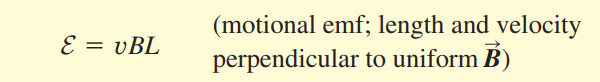 ℰ = vBL
(motional emf; length and velocity
perpendicular to uniform B⃗)